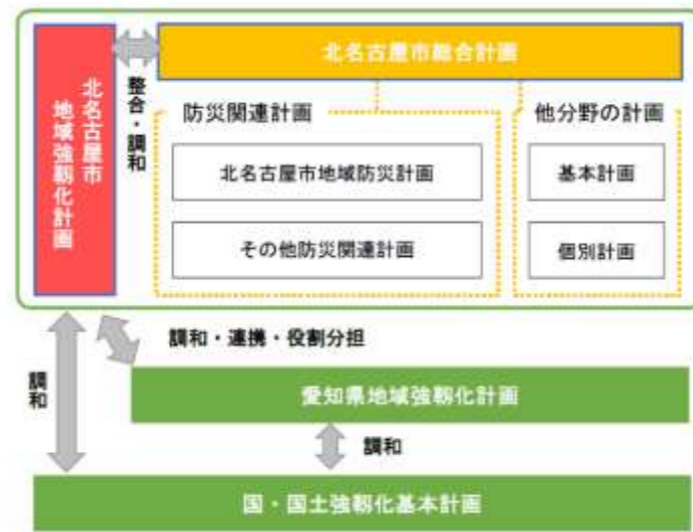 北名古屋市
地域強靱化計画
整合・調和
北名古屋市総合計画
防災関連計画
北名古屋市地域防災計画
その他防災関連計画
他分野の計画
基本計画
個別計画
調和・連携・役割分担
調和
愛知県地域強靱化計画
調和
国・国土強靱化基本計画